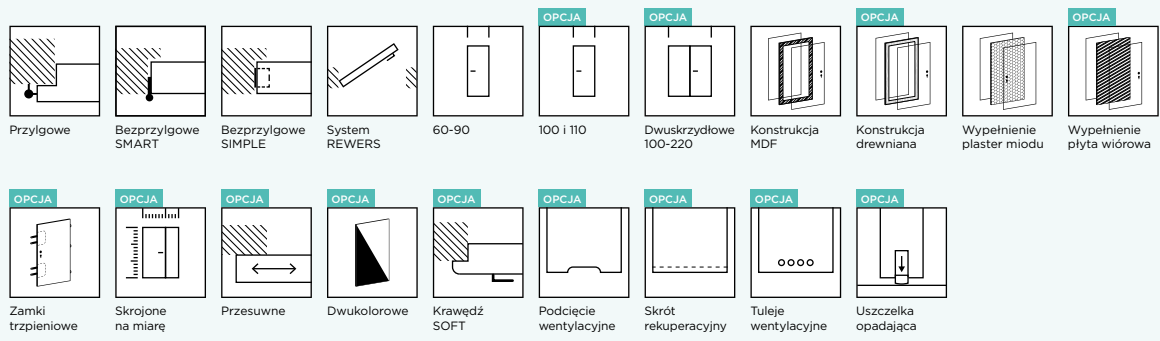 OPCJA OPCJA OPCJA OPCJA
Przylgowe
Bezprzylgowe
SMART
Bezprzylgowe
SIMPLE
System
REWERS
60-90
100 i 110
Dwuskrzydłowe
100-220
Konstrukcja
MDF
Konstrukcja
drewniana
Wypełnienie
plaster miodu
Wypełnienie
płyta wiórowa
OPCJA OPCJA OPCJA OPCJA OPCJA OPCJA OPCJA OPCJA OPCJA
Zamki
trzpieniowe
Skrojone
na miarę
Przesuwne
Dwukolorowe
Krawędź
SOFT
Podcięcie
wentylacyjne
Skrót
rekuperacyjny
Tuleje
wentylacyjne
Uszczelka
opadająca